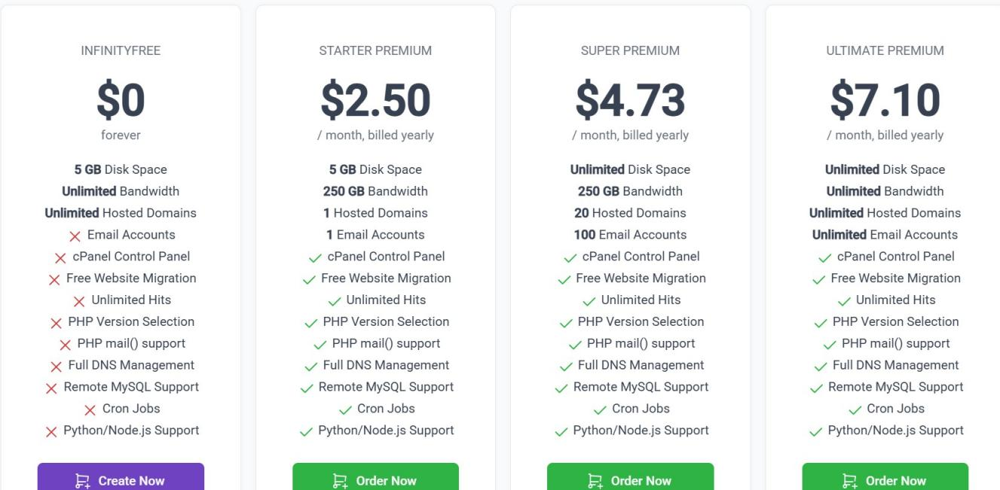 INFINITYFREE
$0
forever
5 GB Disk Space
Unlimited Bandwidth
Unlimited Hosted Domains
Email Accounts
cPanel Control Panel
Free Website Migration
Unlimited Hits
PHP Version Selection
PHP mail() support
Full DNS Management
Remote MySQL Support
Cron Jobs
Python/Node.js Support
Create Now
STARTER PREMIUM
$2.50
/ month, billed yearly
5 GB Disk Space
250 GB Bandwidth
1 Hosted Domains
1 Email Accounts
cPanel Control Panel
Free Website Migration
Unlimited Hits
PHP Version Selection
PHP mail() support
Full DNS Management
Remote MySQL Support
Cron Jobs
Python/Node.js Support
Order Now
SUPER PREMIUM
$4.73
/ month, billed yearly
Unlimited Disk Space
250 GB Bandwidth
20 Hosted Domains
100 Email Accounts
cPanel Control Panel
Free Website Migration
Unlimited Hits
PHP Version Selection
PHP mail() support
Full DNS Management
Remote MySQL Support
Cron Jobs
Python/Node.js Support
Order Now
ULTIMATE PREMIUM
$7.10
/ month, billed yearly
Unlimited Disk Space
Unlimited Bandwidth
Unlimited Hosted Domains
Unlimited Email Accounts
cPanel Control Panel
Free Website Migration
Unlimited Hits
PHP Version Selection
PHP mail() support
Full DNS Management
Remote MySQL Support
Cron Jobs
Python/Node.js Support
Order Now